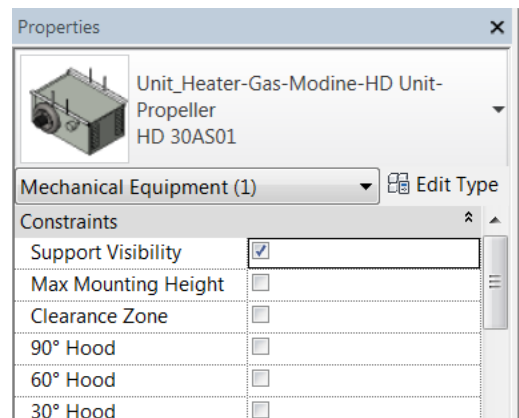 Properties
Unit_Heater-Gas-Modine-HD Unit-
Propeller
HD 30AS01
Mechanical Equipment (1)
Edit Type
Constraints
Support Visibility
Max Mounting Height
Clearance Zone
90° Hood
60° Hood
30° Hood